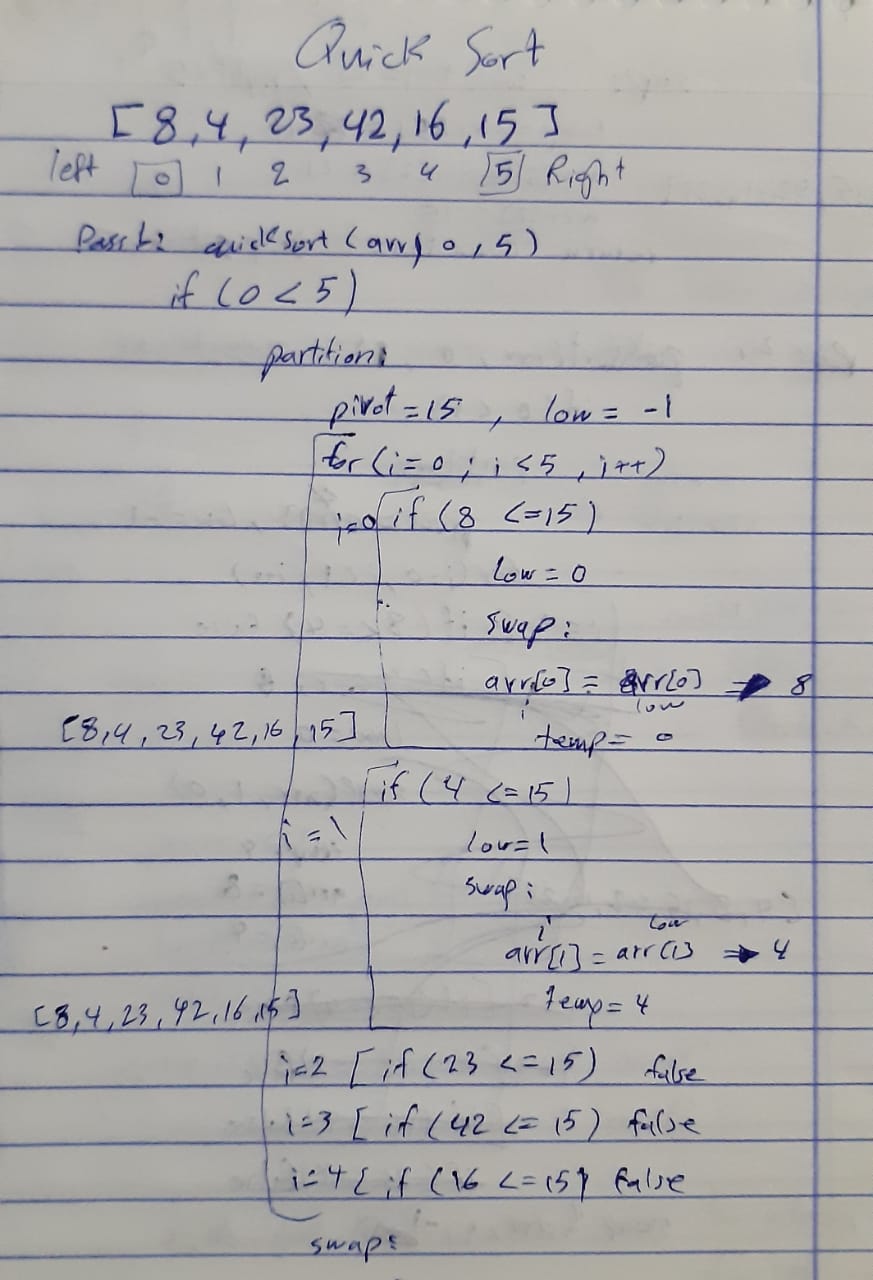 Quick Sort
[8,4,23,42,16,15]
left 0 1 2 3 4 5 Right
Pass 1: quickSort (arr, 0,5)
if (0<5)
partition:
pivot=15, low = -1
for (i=0; i<5, i++)
i=0 if (8 <=15)
low=0
swap:
arr[0] = arr[0] → 8
i low
[8,4,23,42,16,15] temp= 0
if (4 <=15)
i=1 low=1
swap:
i low
arr[1] = arr[1] → 4
[8,4,23,42,16,15] temp=4
i=2 [if (23 <=15) false
i=3 [if (42 <= 15) false
i=4 [if (16 <=15) false
swap: